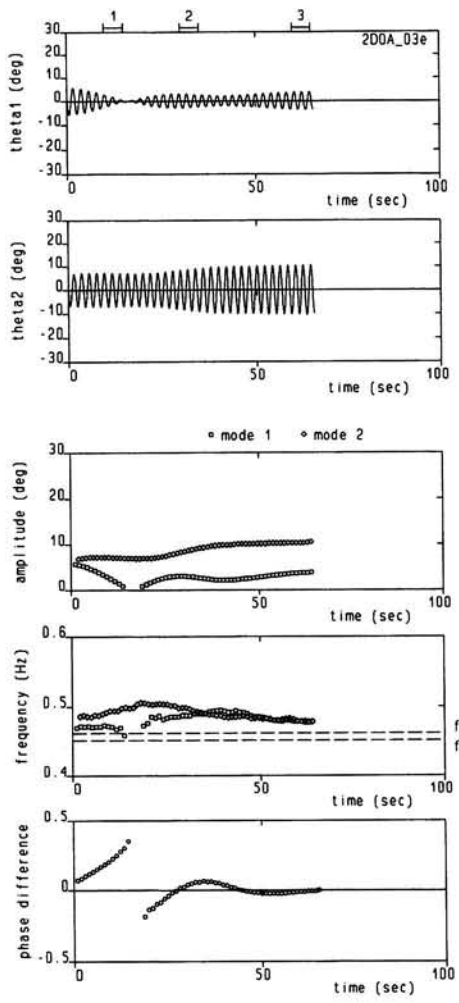 1 2 3
30 2D0A_03e
20
10
0
-10
-20
-30
theta1 (deg)
0 50 100
time (sec)
30
20
10
0
-10
-20
-30
theta2 (deg)
0 50 100
time (sec)
mode 1 mode 2
30
20
10
0
amplitude (deg)
0 50 100
time (sec)
0.6
0.5
0.4
frequency (Hz)
f
f
0 50 100
time (sec)
0.5
0
-0.5
phase difference
0 50 100
time (sec)